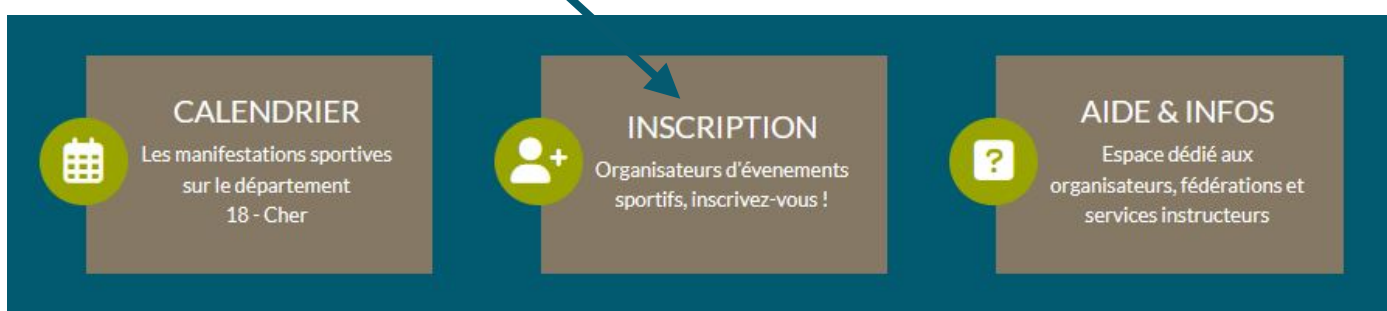 CALENDRIER
Les manifestations sportives
sur le département
18 - Cher
INSCRIPTION
Organisateurs d'évenements
sportifs, inscrivez-vous !
AIDE & INFOS
Espace dédié aux
organisateurs, fédérations et
services instructeurs